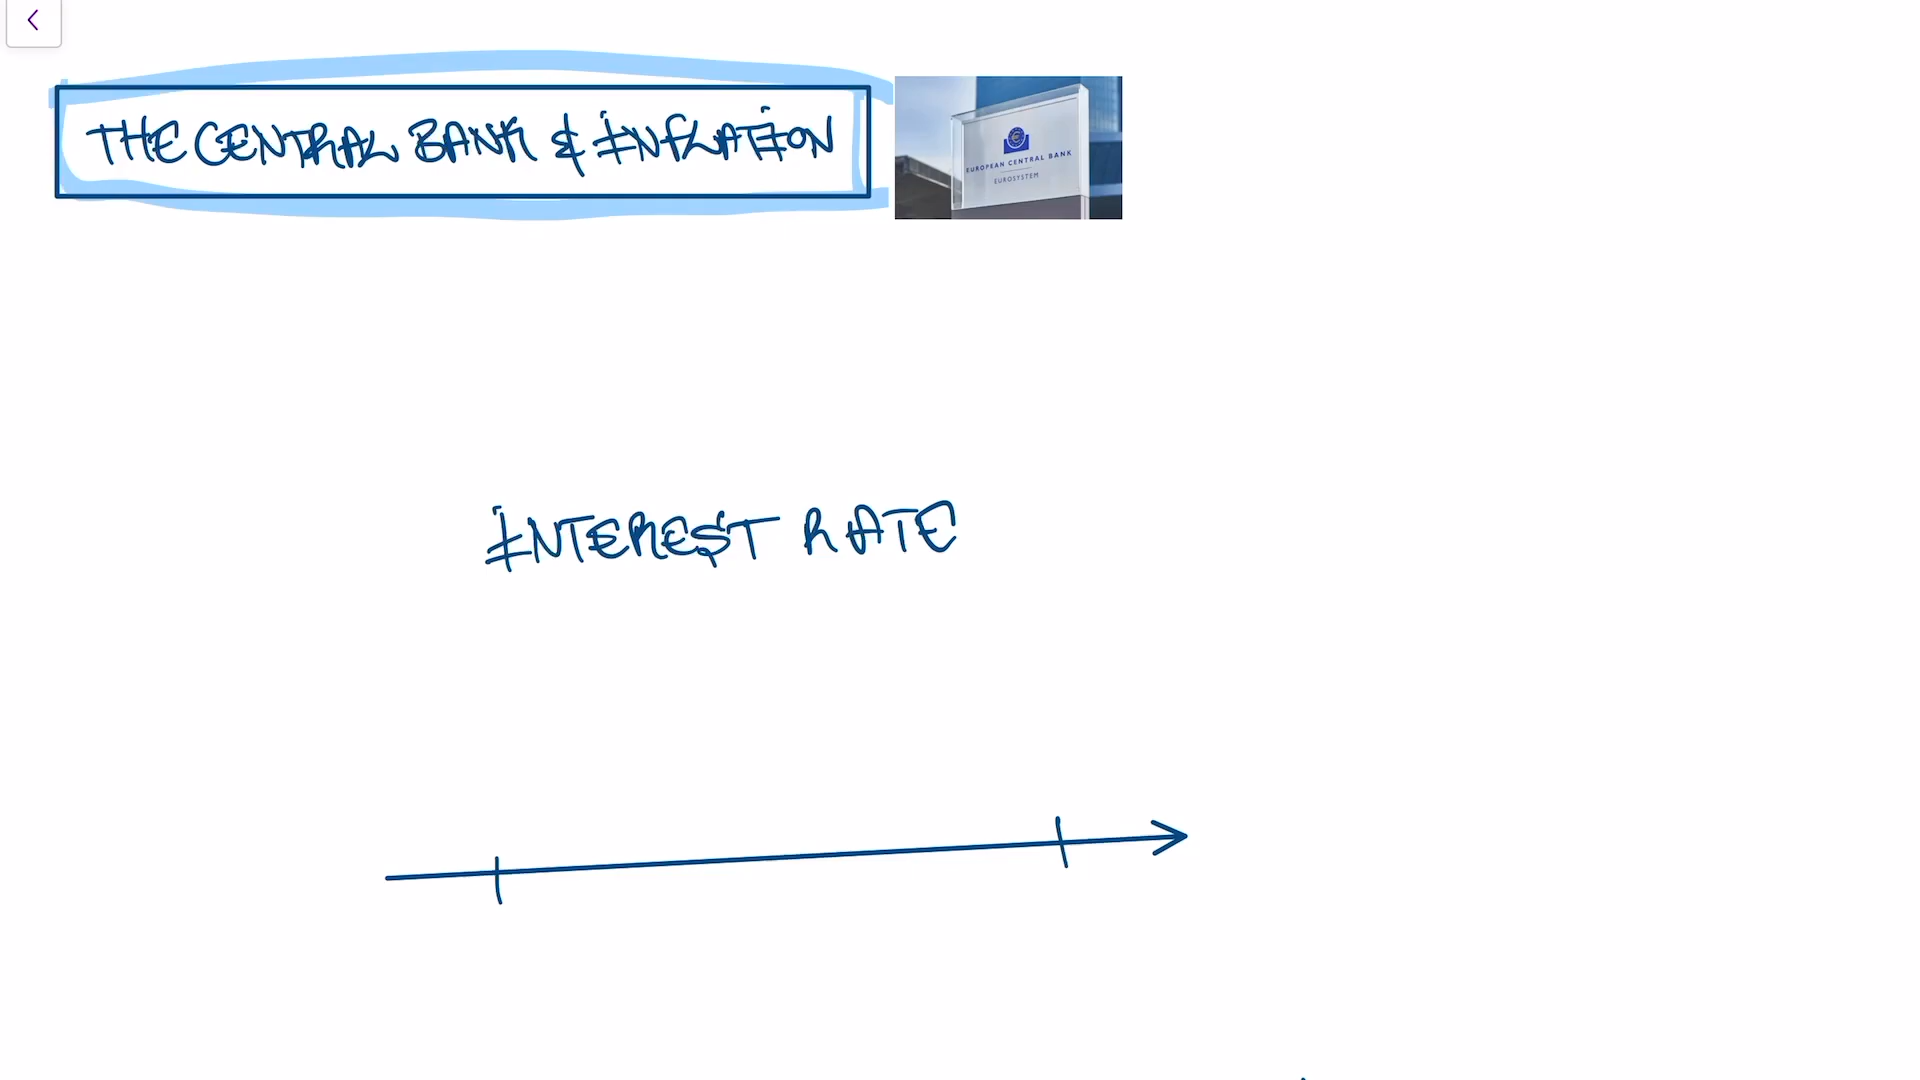 THE CENTRAL BANK & INFLATION
EUROPEAN CENTRAL BANK
EUROSYSTEM
INTEREST RATE